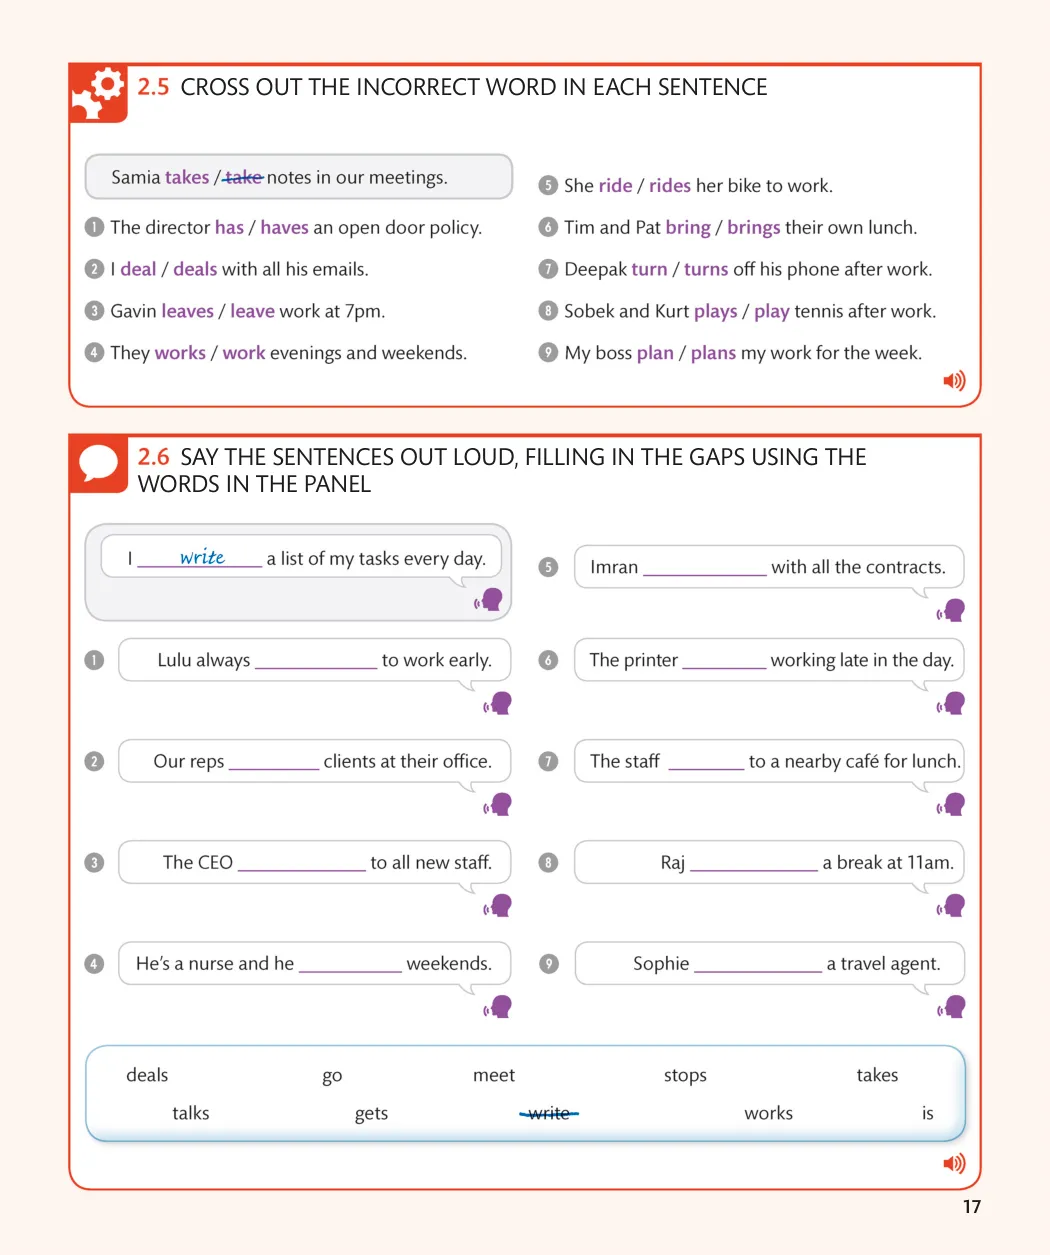 2.5 CROSS OUT THE INCORRECT WORD IN EACH SENTENCE
Samia takes / take notes in our meetings.
1 The director has / haves an open door policy.
2 I deal / deals with all his emails.
3 Gavin leaves / leave work at 7pm.
4 They works / work evenings and weekends.
5 She ride / rides her bike to work.
6 Tim and Pat bring / brings their own lunch.
7 Deepak turn / turns off his phone after work.
8 Sobek and Kurt plays / play tennis after work.
9 My boss plan / plans my work for the week.
2.6 SAY THE SENTENCES OUT LOUD, FILLING IN THE GAPS USING THE
WORDS IN THE PANEL
I write a list of my tasks every day.
1 Lulu always ____________ to work early.
2 Our reps _________ clients at their office.
3 The CEO ____________ to all new staff.
4 He's a nurse and he __________ weekends.
5 Imran ____________ with all the contracts.
6 The printer ________ working late in the day.
7 The staff _______ to a nearby café for lunch.
8 Raj ____________ a break at 11am.
9 Sophie ____________ a travel agent.
deals go meet stops takes
talks gets write works is
17